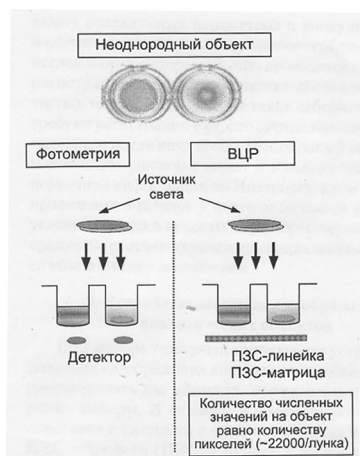 Неоднородный объект
Фотометрия
ВЦР
Источник
света
Детектор
ПЗС-линейка
ПЗС-матрица
Количество численных
значений на объект
равно количеству
пикселей (~22000/лунка)